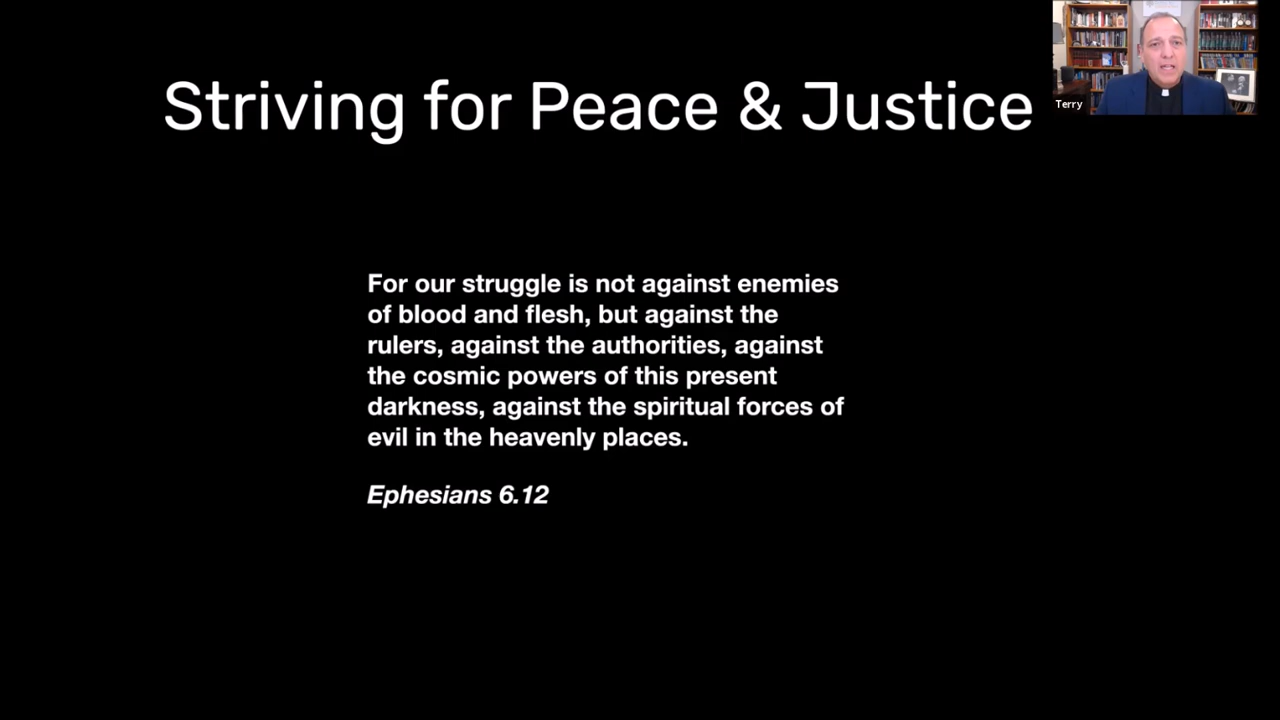 Striving for Peace & Justice
Terry
For our struggle is not against enemies
of blood and flesh, but against the
rulers, against the authorities, against
the cosmic powers of this present
darkness, against the spiritual forces of
evil in the heavenly places.
Ephesians 6.12